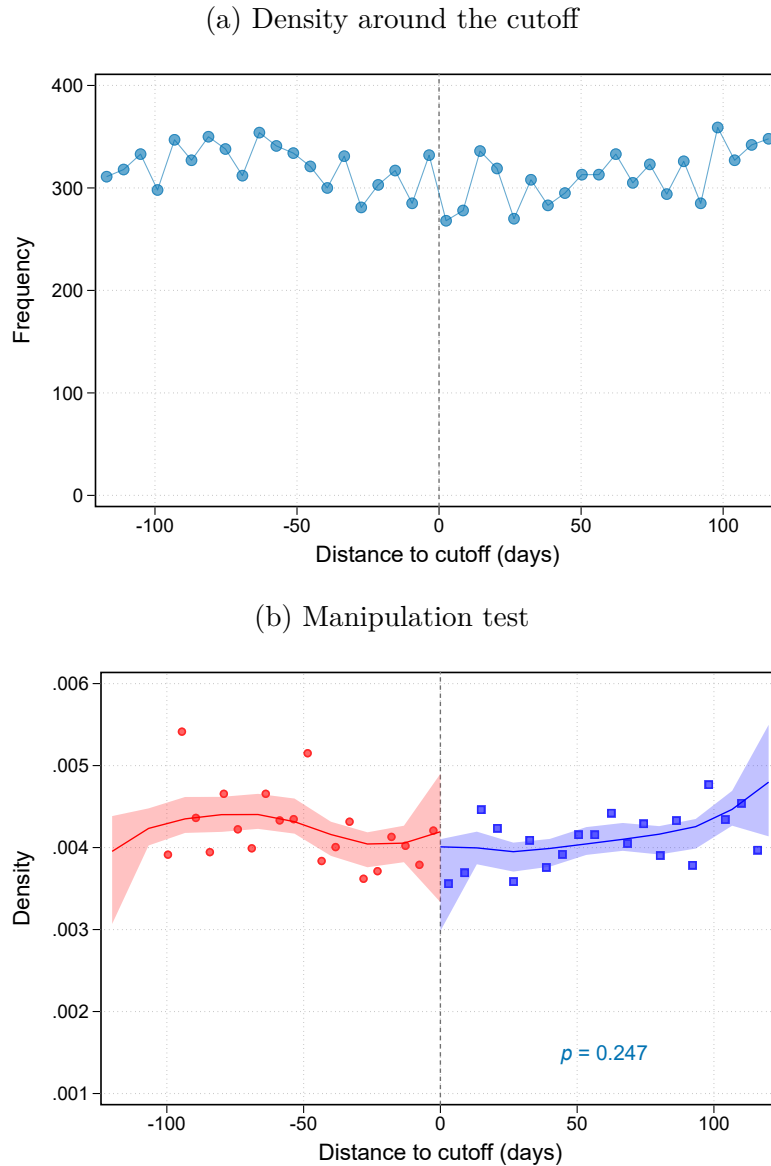 (a) Density around the cutoff
400
300
200
100
0
Frequency
-100 -50 0 50 100
Distance to cutoff (days)
(b) Manipulation test
.006
.005
.004
.003
.002
.001
Density
p = 0.247
-100 -50 0 50 100
Distance to cutoff (days)